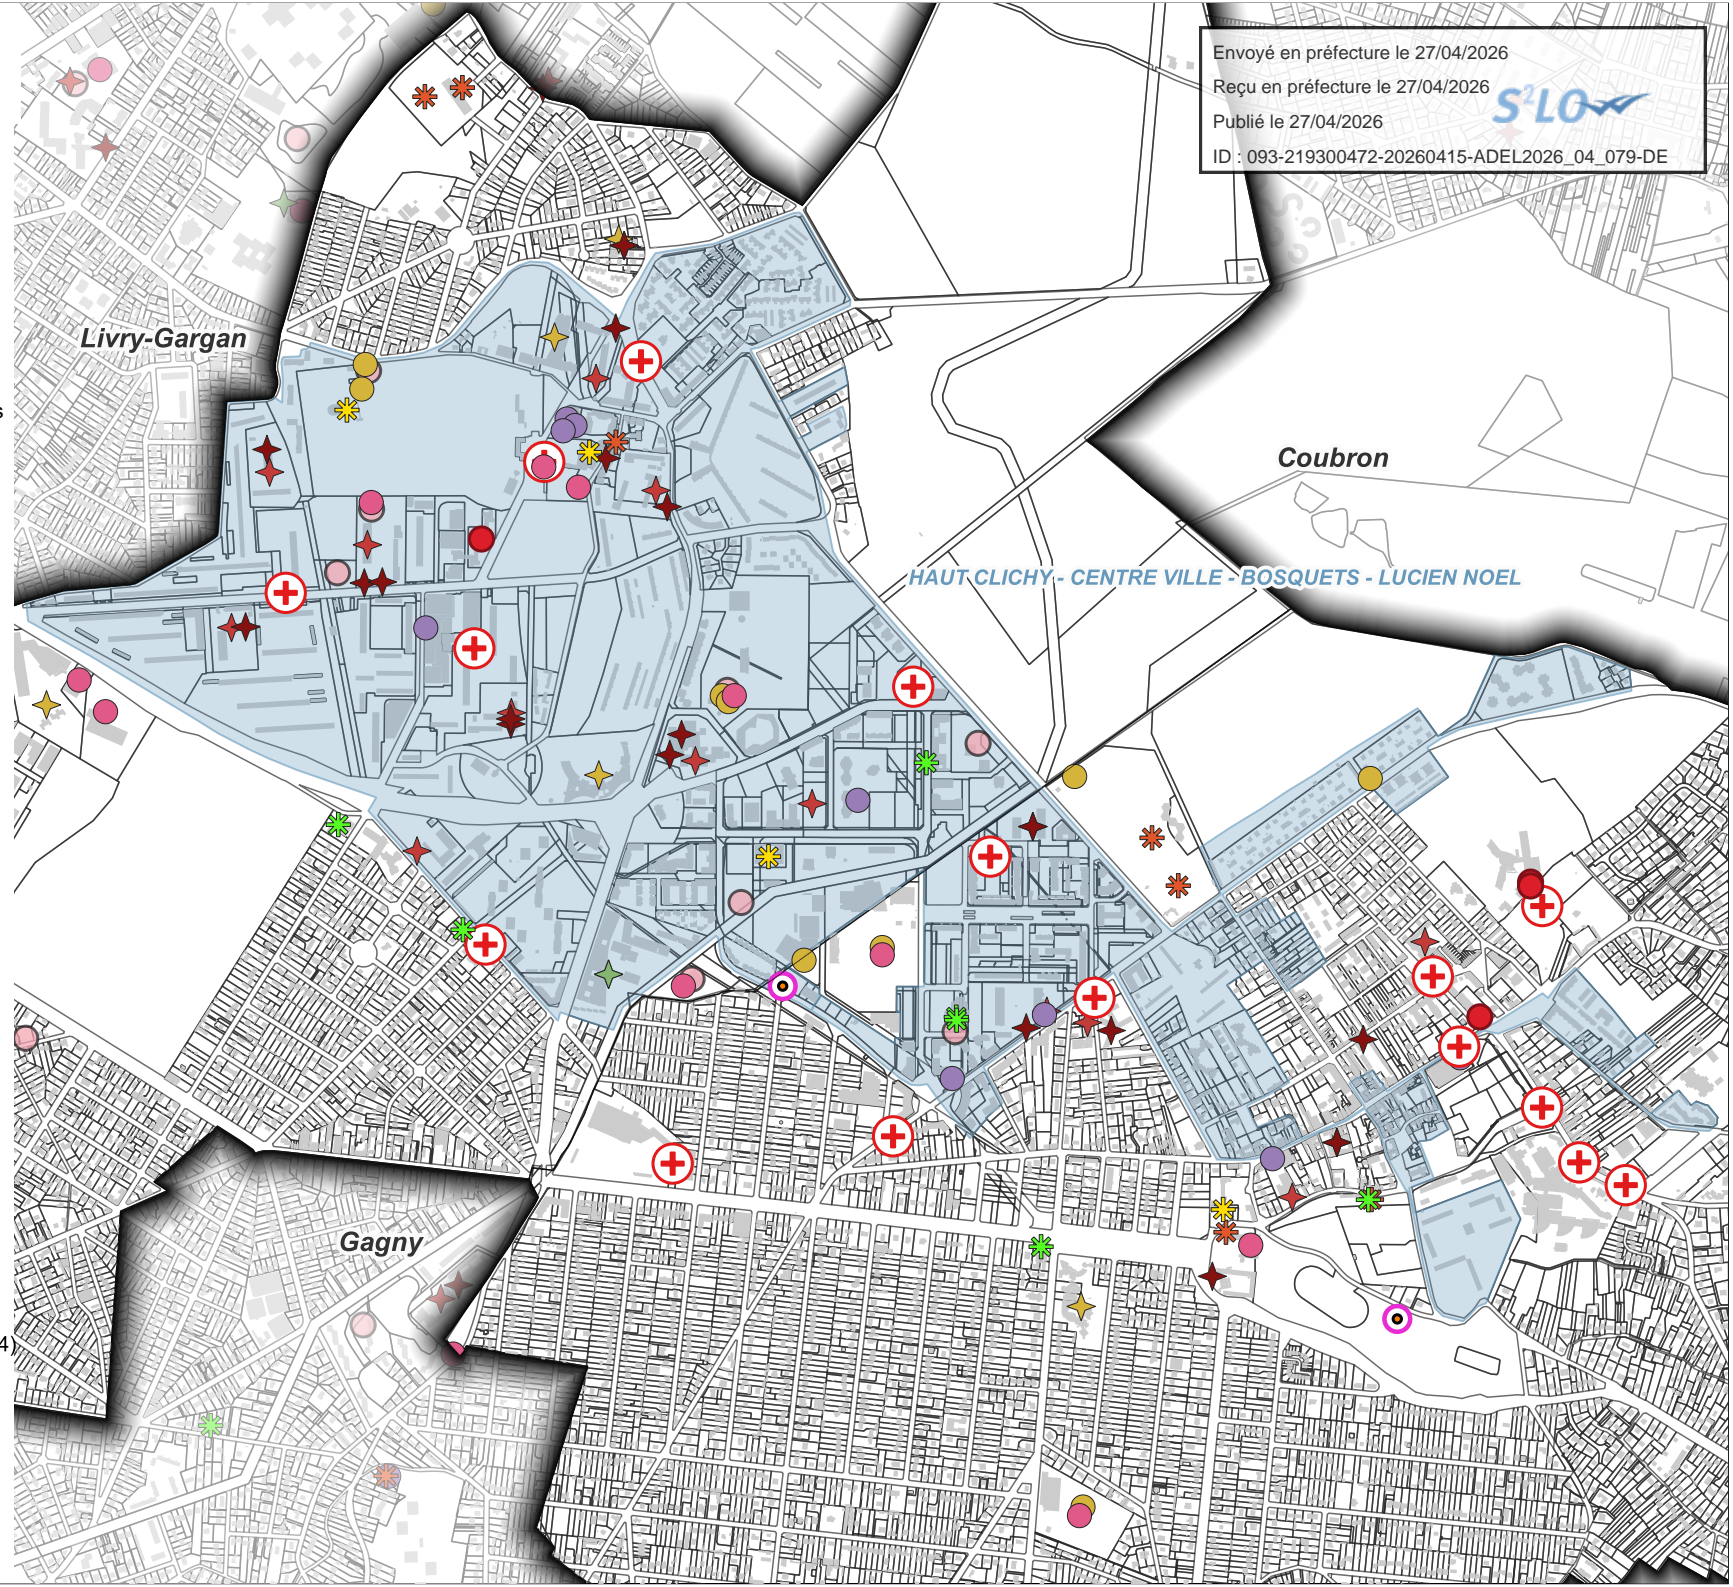 Envoyé en préfecture le 27/04/2026
Reçu en préfecture le 27/04/2026
Publié le 27/04/2026
S²LO
ID : 093-219300472-20260415-ADEL2026_04_079-DE
Livry-Gargan
s
Coubron
HAUT CLICHY - CENTRE VILLE - BOSQUETS - LUCIEN NOEL
Gagny
4)